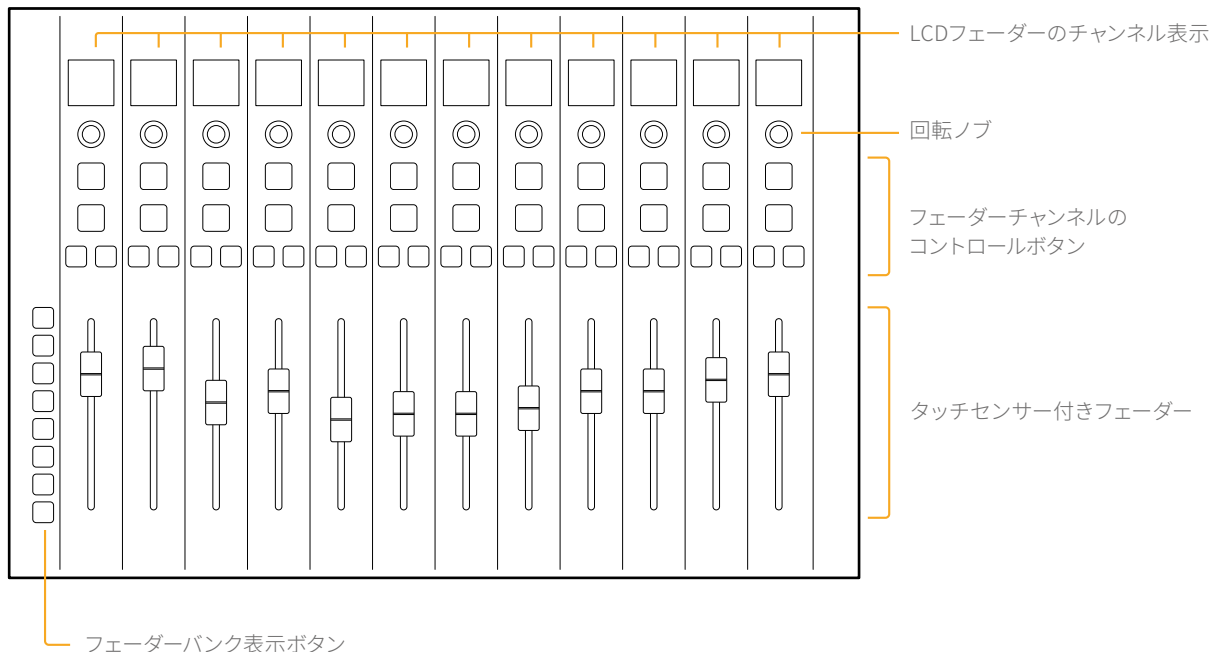 LCDフェーダーのチャンネル表示
回転ノブ
フェーダーチャンネルの
コントロールボタン
タッチセンサー付きフェーダー
フェーダーバンク表示ボタン